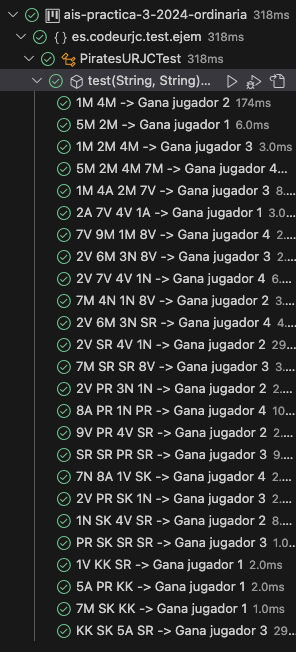 ais-practica-3-2024-ordinaria 318ms
{} es.codeurjc.test.ejem 318ms
PiratesURJCTest 318ms
test(String, String)...
1M 4M -> Gana jugador 2 174ms
5M 2M -> Gana jugador 1 6.0ms
1M 2M 4M -> Gana jugador 3 3.0ms
5M 2M 4M 7M -> Gana jugador 4...
1M 4A 2M 7V -> Gana jugador 3 8....
2A 7V 4V 1A -> Gana jugador 1 3.0...
7V 9M 1M 8V -> Gana jugador 4 2...
2V 6M 3N 8V -> Gana jugador 3 2...
2V 7V 4V 1N -> Gana jugador 4 6....
7M 4N 1N 8V -> Gana jugador 2 3...
2V 6M 3N SR -> Gana jugador 4 4...
2V SR 4V 1N -> Gana jugador 2 29...
7M SR SR 8V -> Gana jugador 3 3....
2V PR 3N 1N -> Gana jugador 2 2...
8A PR 1N PR -> Gana jugador 4 10...
9V PR 4V SR -> Gana jugador 2 2...
SR SR PR SR -> Gana jugador 3 9....
7N 8A 1V SK -> Gana jugador 4 2...
2V PR SK 1N -> Gana jugador 3 2...
1N SK 4V SR -> Gana jugador 2 8...
PR SK SR SR -> Gana jugador 3 1.0...
1V KK SR -> Gana jugador 1 2.0ms
5A PR KK -> Gana jugador 1 2.0ms
7M SK KK -> Gana jugador 1 1.0ms
KK SK 5A SR -> Gana jugador 3 29...